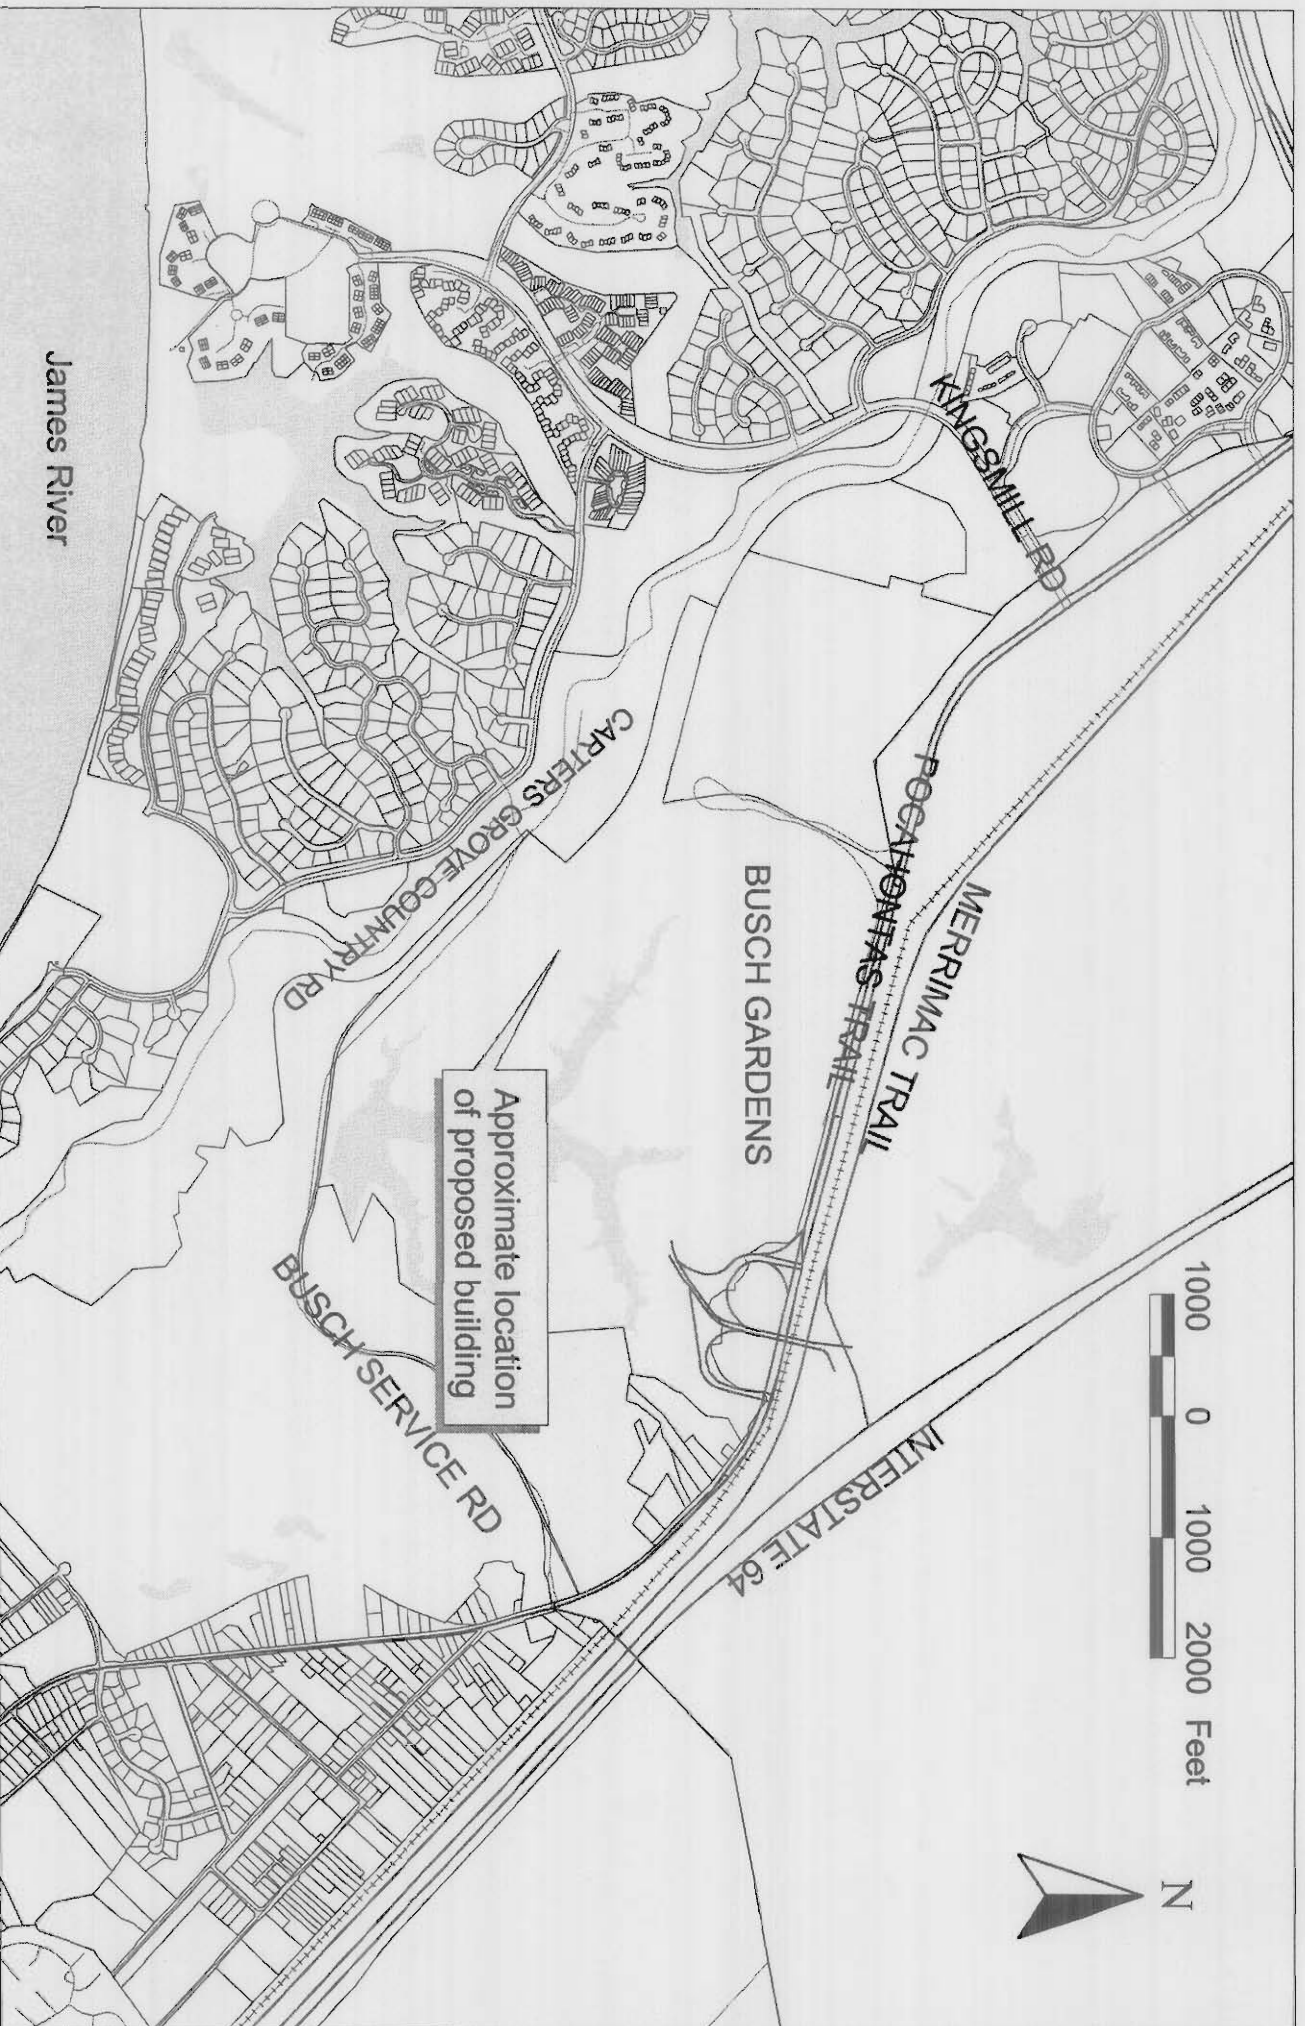 1000 0 1000 2000 Feet
N
KINGSMILL RD
MERRIMAC TRAIL
POCAHONTAS TRAIL
INTERSTATE 64
BUSCH GARDENS
CARTERS GROVE COUNTRY RD
Approximate location
of proposed building
BUSCH SERVICE RD
James River